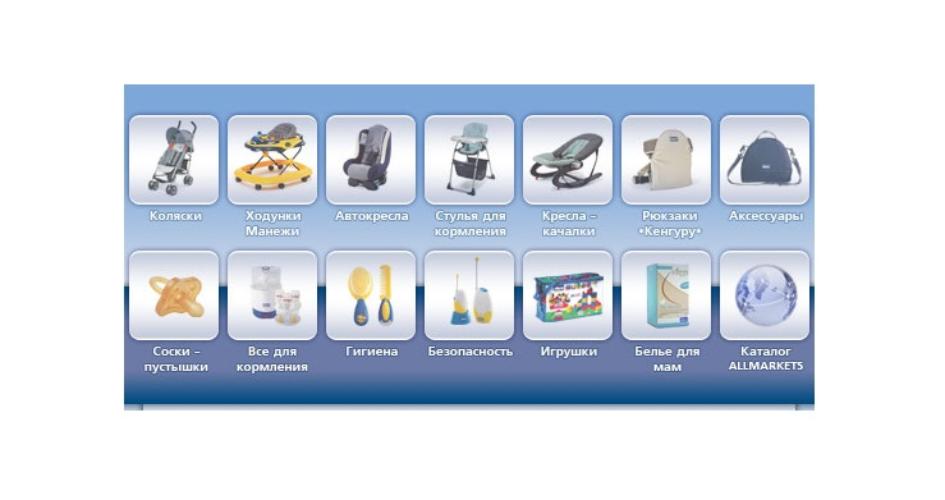 Коляски
Ходунки
Манежи
Автокресла
Стулья для
кормления
Кресла –
качалки
Рюкзаки
•Кенгуру•
Аксессуары
Соски –
пустышки
Все для
кормления
Гигиена
Безопасность
Игрушки
Белье для
мам
Каталог
ALLMARKETS